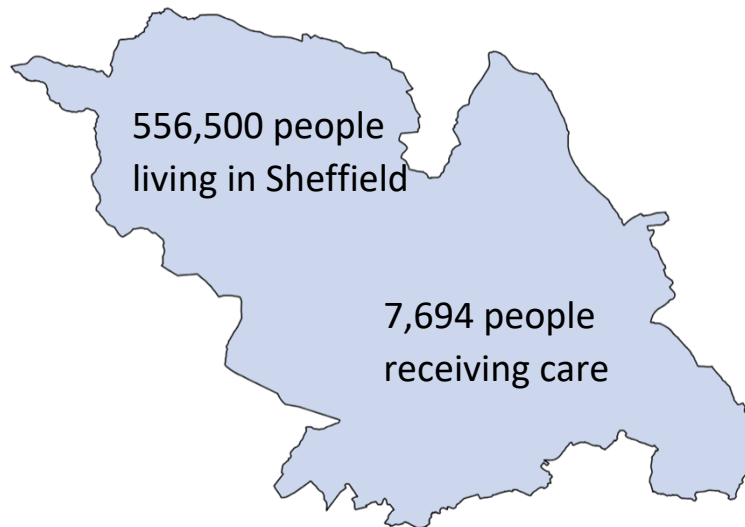 556,500 people
living in Sheffield
7,694 people
receiving care